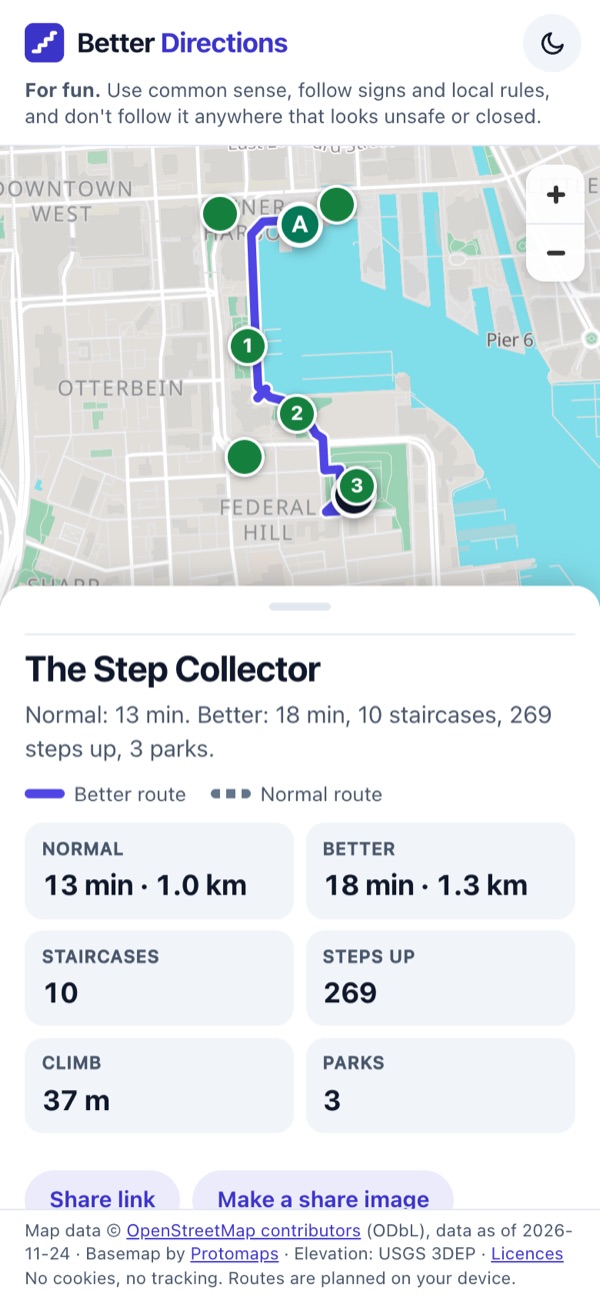 Better Directions
For fun. Use common sense, follow signs and local rules,
and don't follow it anywhere that looks unsafe or closed.
DOWNTOWN
WEST
A
+
−
1
Pier 6
OTTERBEIN
2
3
FEDERAL
HILL
The Step Collector
Normal: 13 min. Better: 18 min, 10 staircases, 269
steps up, 3 parks.
Better route
Normal route
NORMAL
13 min · 1.0 km
BETTER
18 min · 1.3 km
STAIRCASES
10
STEPS UP
269
CLIMB
37 m
PARKS
3
Share link
Make a share image
Map data © OpenStreetMap contributors (ODbL), data as of 2026-
11-24 · Basemap by Protomaps · Elevation: USGS 3DEP · Licences
No cookies, no tracking. Routes are planned on your device.